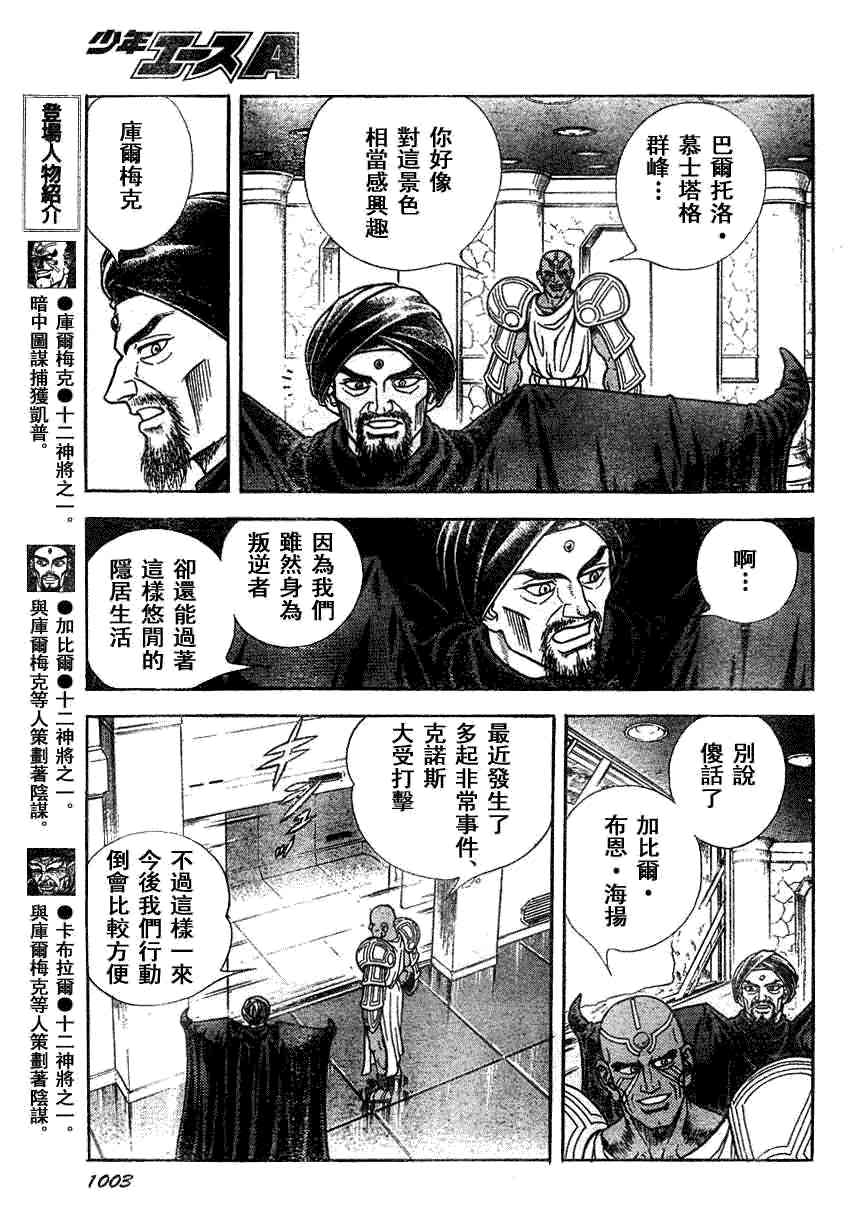 少年エースA
登場人物紹介
●庫爾梅克●十二神將之一。
暗中圖謀捕獲凱普。
●加比爾●十二神將之一。
與庫爾梅克等人策劃著陰謀。
●卡布拉爾●十二神將之一。
與庫爾梅克等人策劃著陰謀。
巴爾托洛·
慕士塔格
群峰…
你好像
對這景色
相當感興趣
庫爾梅克
啊…
因為我們
雖然身為
叛逆者
卻還能過著
這樣悠閒的
隱居生活
別說
傻話了
加比爾·
布恩·海揚
最近發生了
多起非常事件、
克諾斯
大受打擊
不過這樣一來
今後我們行動
倒會比較方便
1003